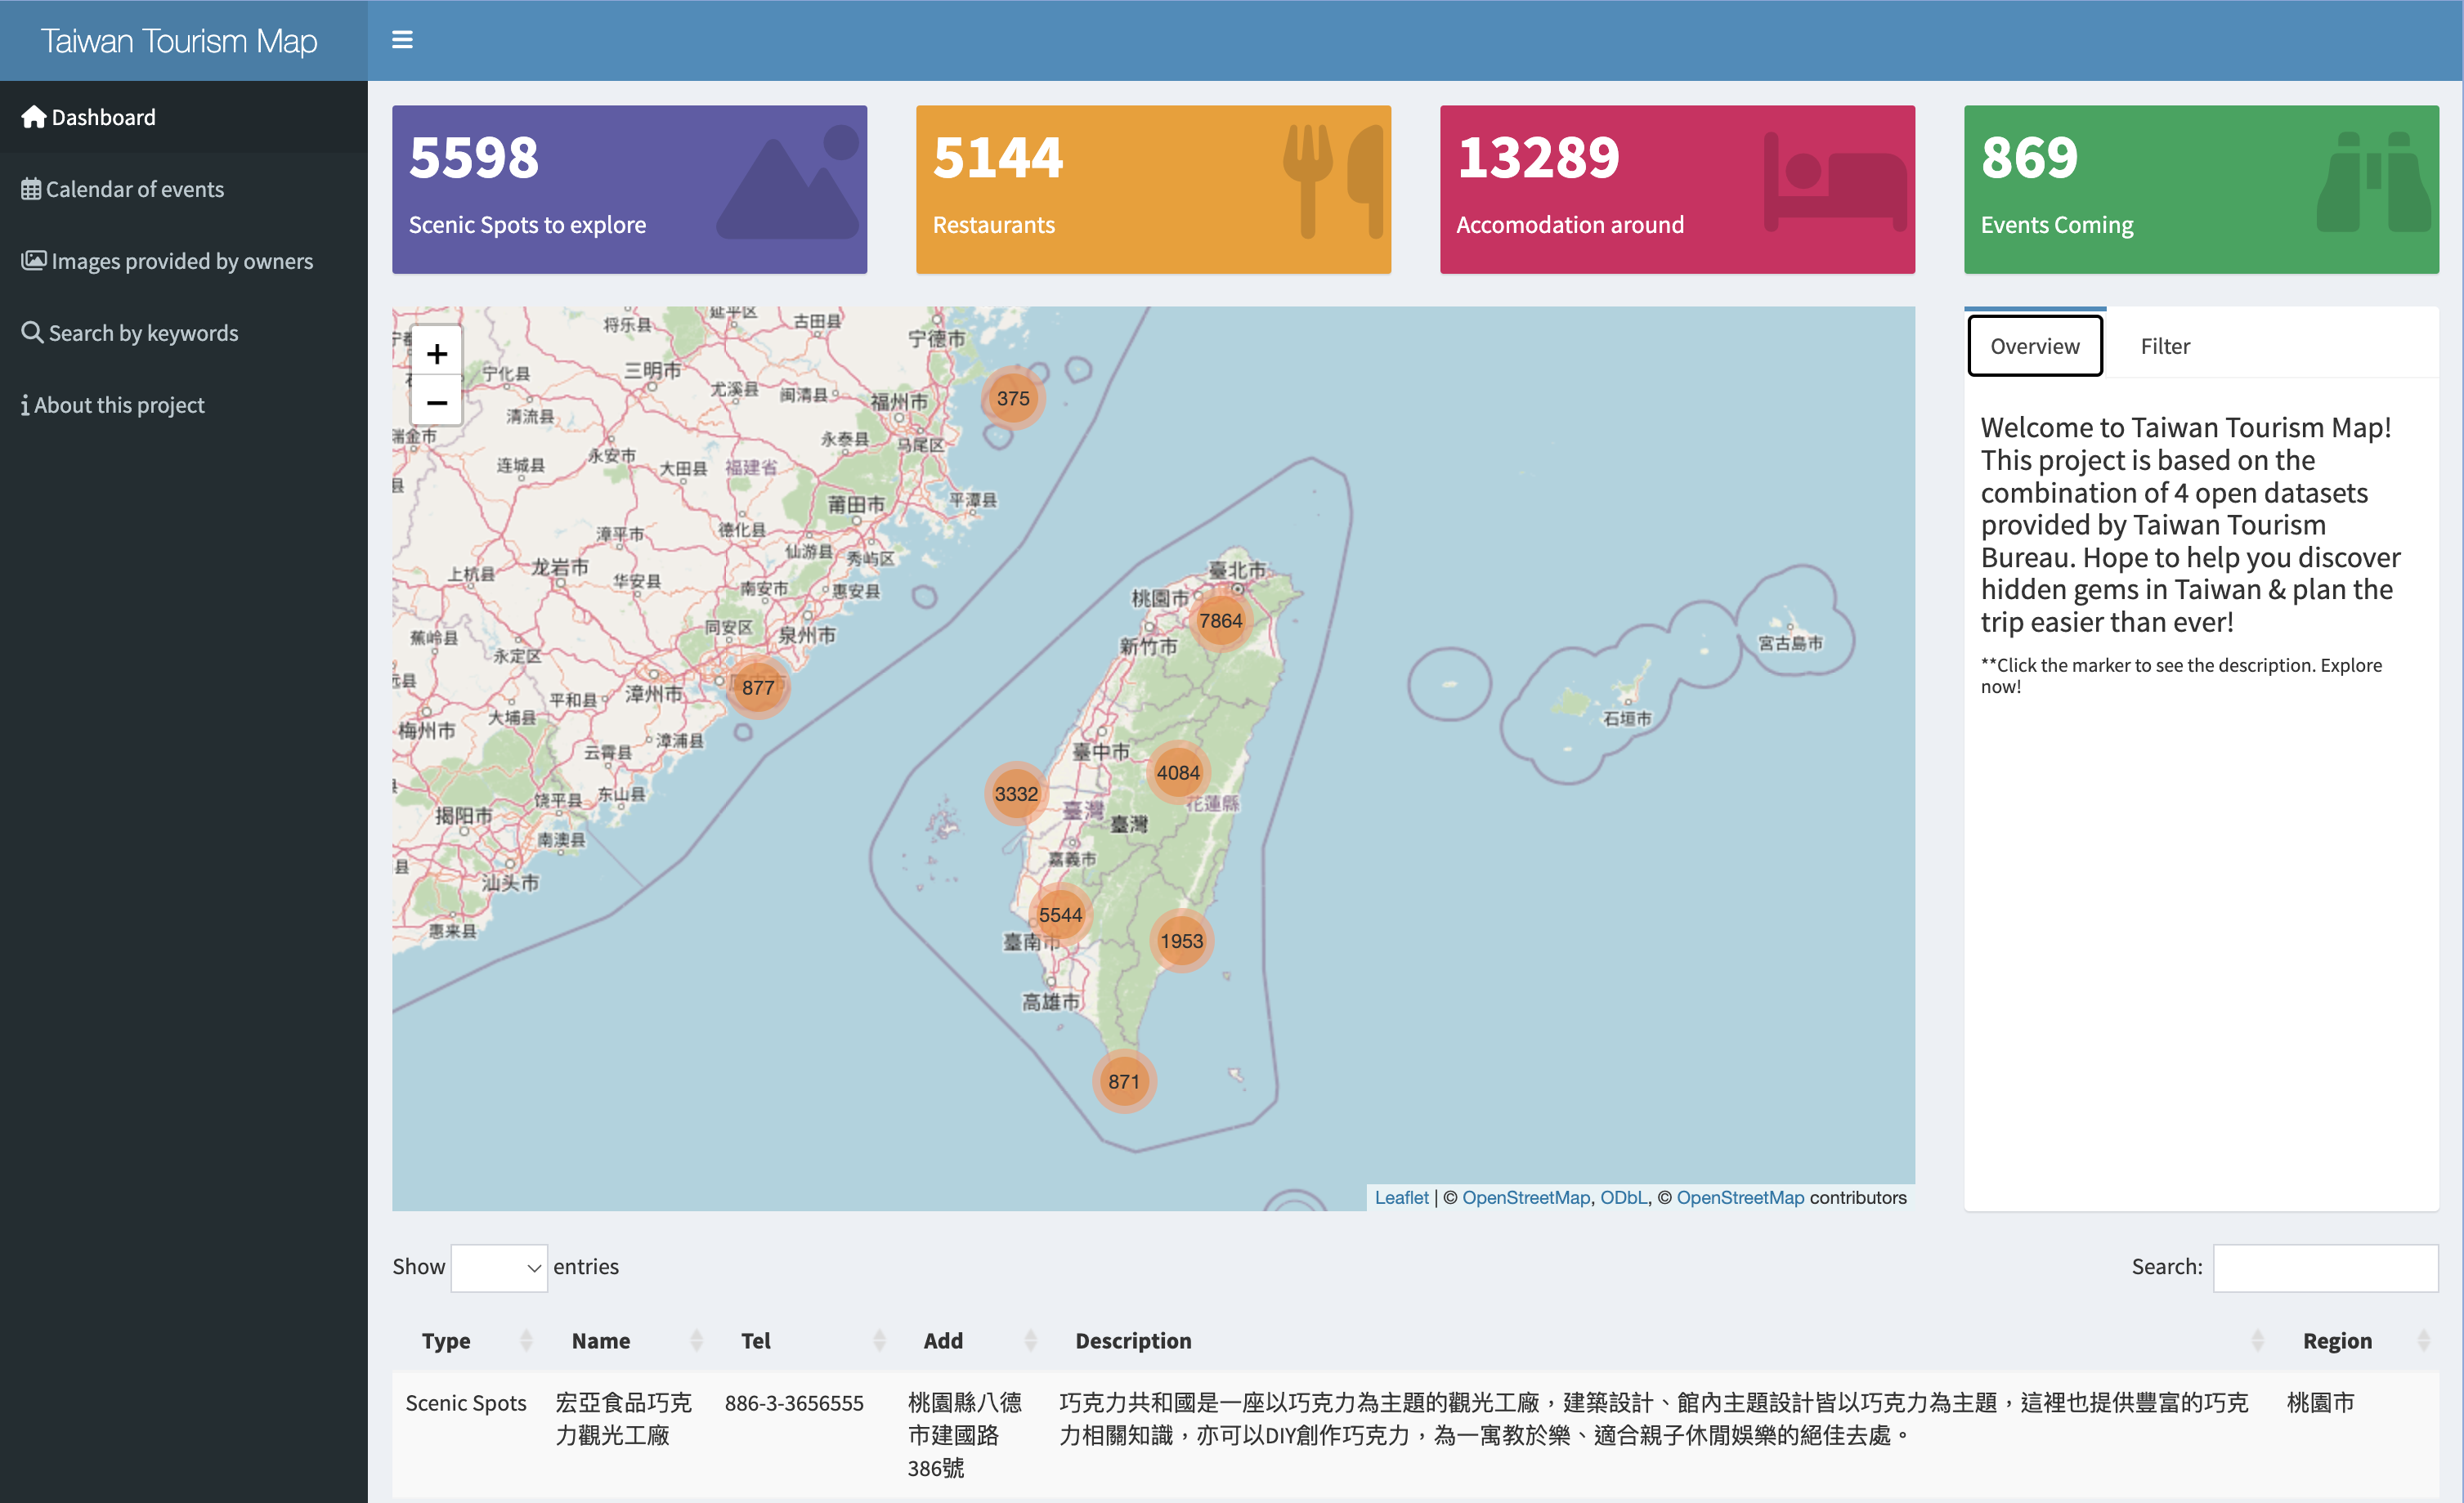 Taiwan Tourism Map
Dashboard
Calendar of events
Images provided by owners
Search by keywords
About this project
5598
Scenic Spots to explore
5144
Restaurants
13289
Accomodation around
869
Events Coming
+
−
将乐县
延平区
古田县
宁德市
宁化县
三明市
尤溪县
闽清县
福州市
清流县
375
永泰县
马尾区
瑞金市
连城县
永安市
大田县
福建省
莆田市
平潭县
漳平市
德化县
仙游县
秀屿区
上杭县
龙岩市
华安县
南安市
惠安县
臺北市
桃園市
7864
蕉岭县
同安区
泉州市
新竹市
宮古島市
永定区
877
平和县
漳州市
大埔县
梅州市
石垣市
云霄县
漳浦县
臺中市
4084
3332
饶平县
东山县
臺灣
花蓮縣
揭阳市
臺灣
南澳县
嘉義市
汕头市
5544
惠来县
臺南市
1953
高雄市
871
Leaflet | © OpenStreetMap, ODbL, © OpenStreetMap contributors
Overview
Filter
Welcome to Taiwan Tourism Map!
This project is based on the
combination of 4 open datasets
provided by Taiwan Tourism
Bureau. Hope to help you discover
hidden gems in Taiwan & plan the
trip easier than ever!
**Click the marker to see the description. Explore
now!
Show entries
Search:
Type Name Tel Add Description Region
Scenic Spots
宏亞食品巧克
力觀光工廠
886-3-3656555
桃園縣八德
市建國路
386號
巧克力共和國是一座以巧克力為主題的觀光工廠，建築設計、館內主題設計皆以巧克力為主題，這裡也提供豐富的巧克
力相關知識，亦可以DIY創作巧克力，為一寓教於樂、適合親子休閒娛樂的絕佳去處。
桃園市